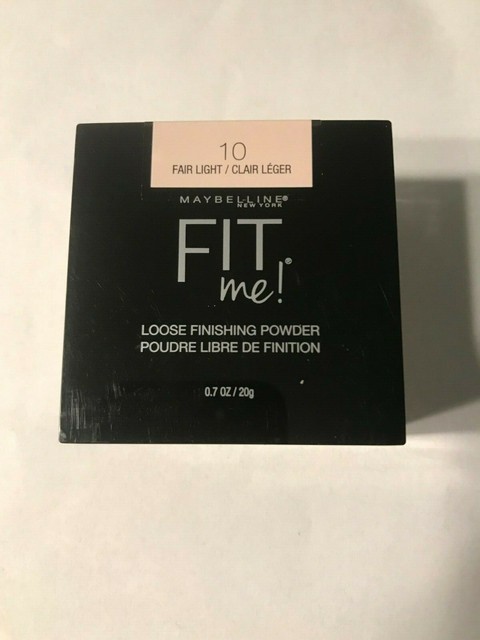 10
FAIR LIGHT / CLAIR LÉGER
MAYBELLINE®
NEW YORK
FIT
me!®
LOOSE FINISHING POWDER
POUDRE LIBRE DE FINITION
0.7 OZ / 20g